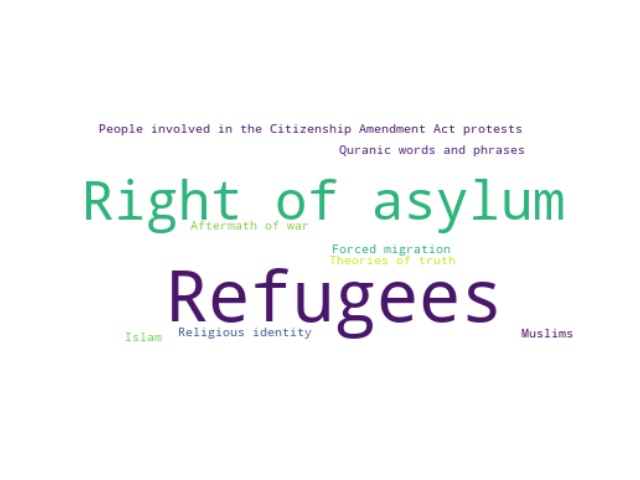 People involved in the Citizenship Amendment Act protests
Quranic words and phrases
Right of asylum
Aftermath of war
Forced migration
Theories of truth
Refugees
Religious identity
Muslims
Islam